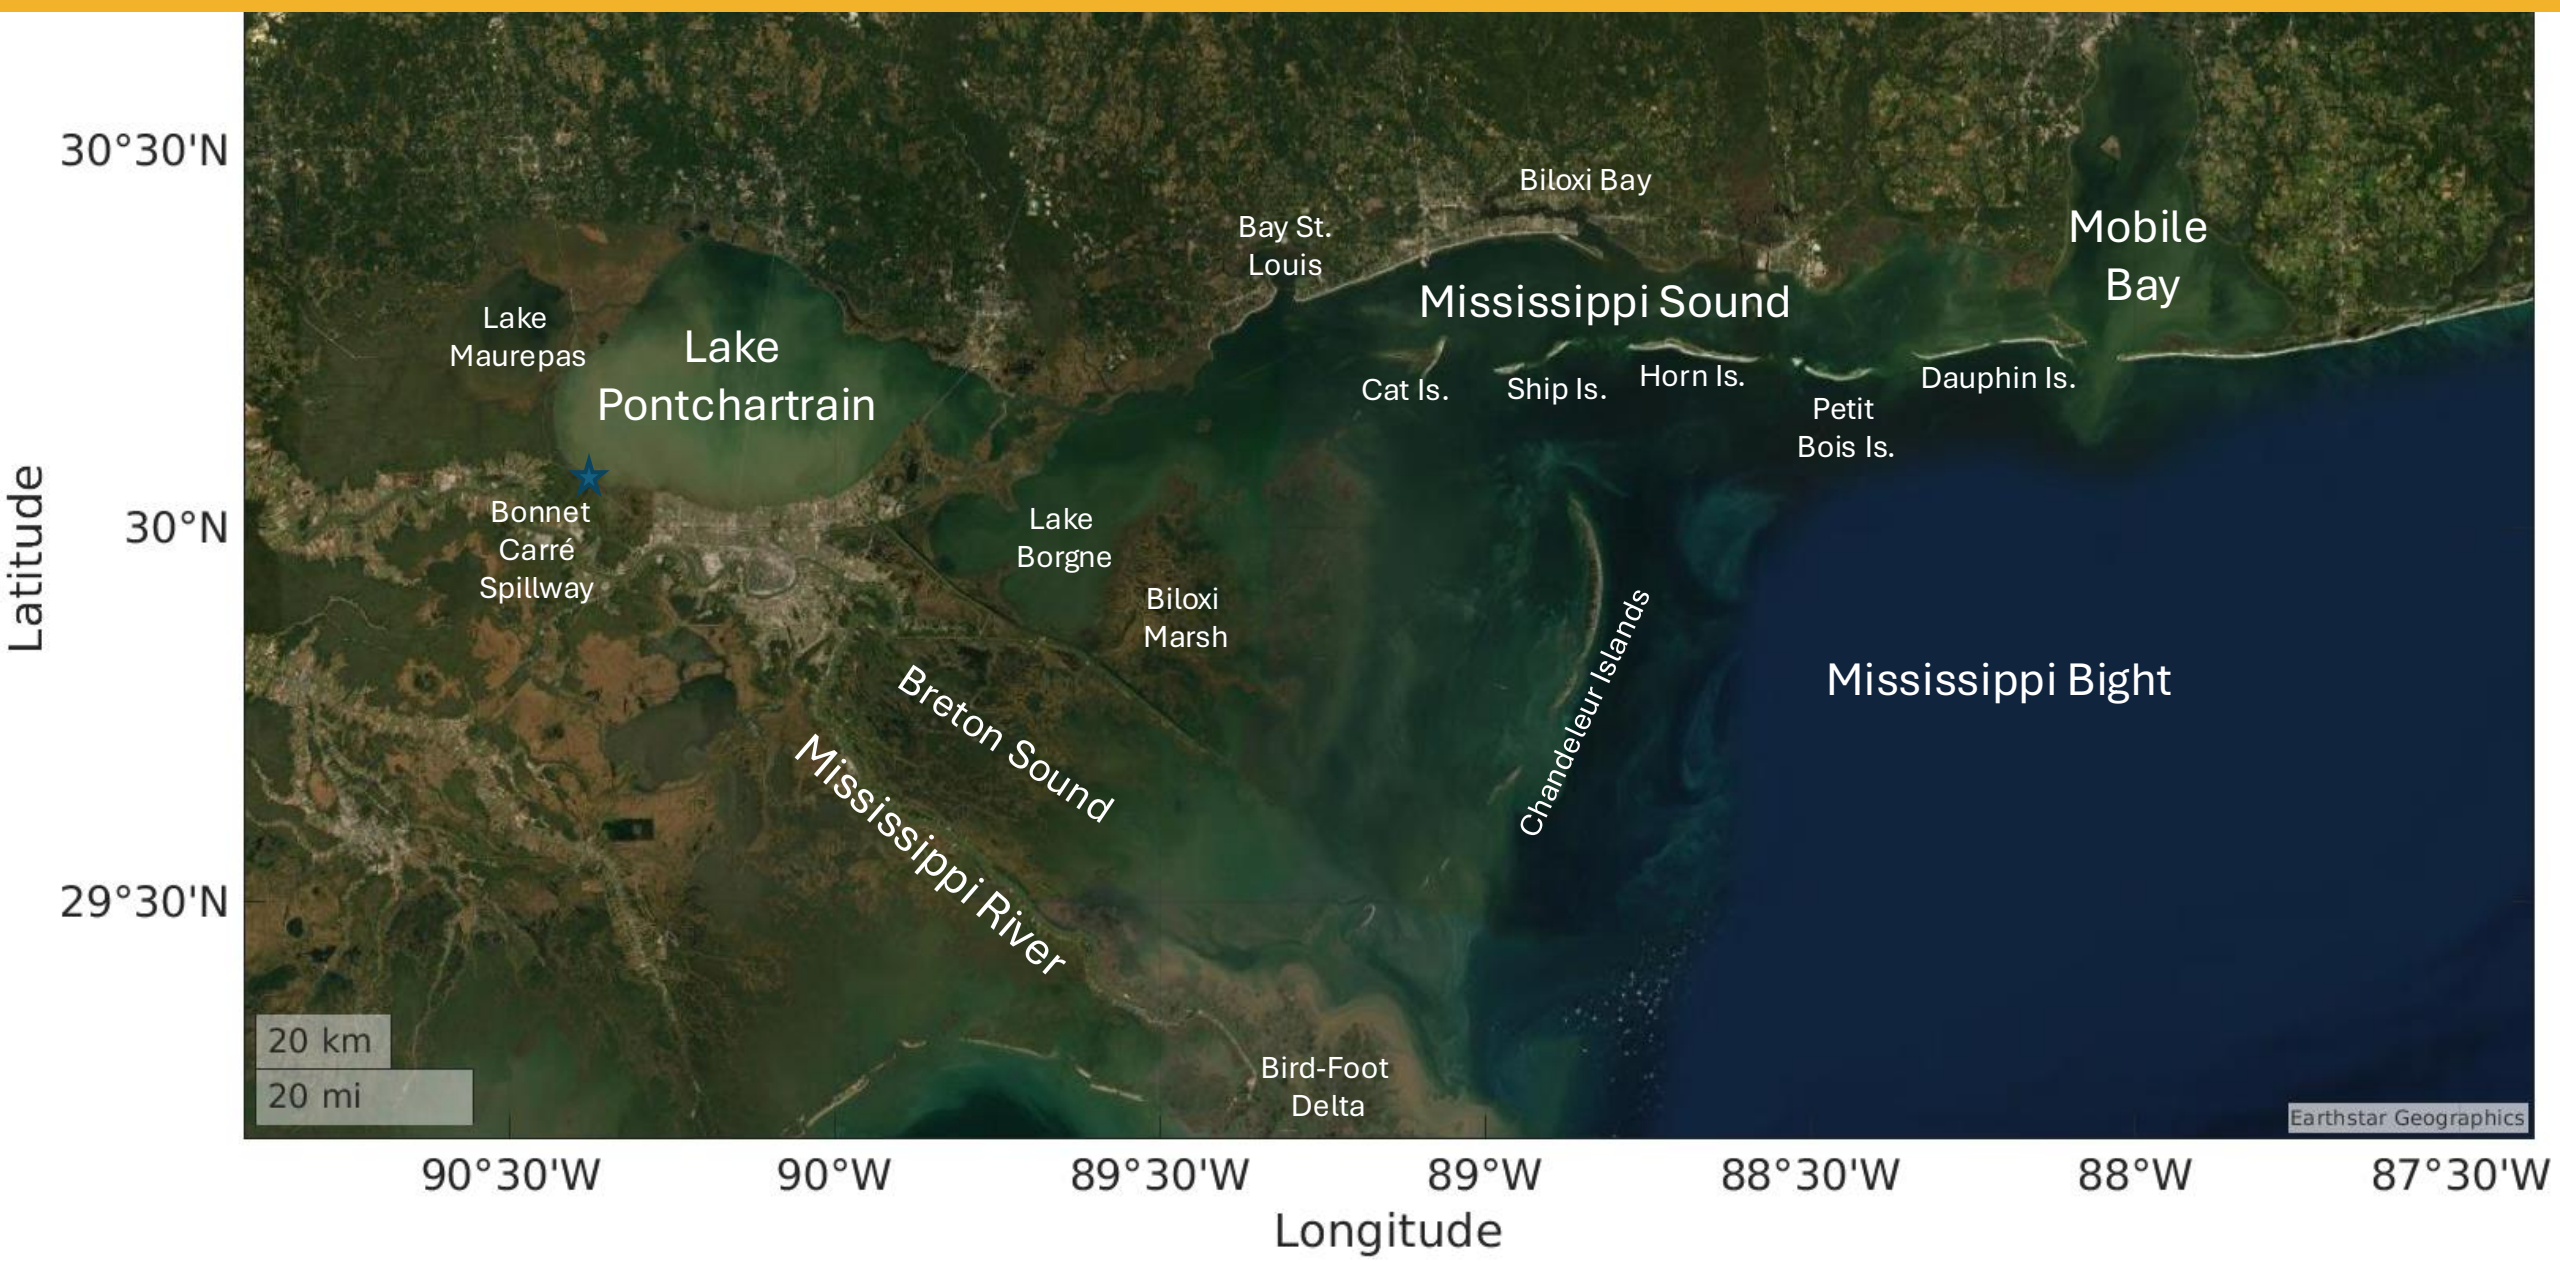 30°30'N
30°N
29°30'N
Latitude
Biloxi Bay
Bay St.
Louis
Mobile
Bay
Mississippi Sound
Lake
Maurepas
Lake
Pontchartrain
Cat Is.
Ship Is.
Horn Is.
Petit
Bois Is.
Dauphin Is.
Bonnet
Carré
Spillway
Lake
Borgne
Biloxi
Marsh
Chandeleur Islands
Mississippi Bight
Breton Sound
Mississippi River
Bird-Foot
Delta
20 km
20 mi
Earthstar Geographics
90°30'W
90°W
89°30'W
89°W
88°30'W
88°W
87°30'W
Longitude